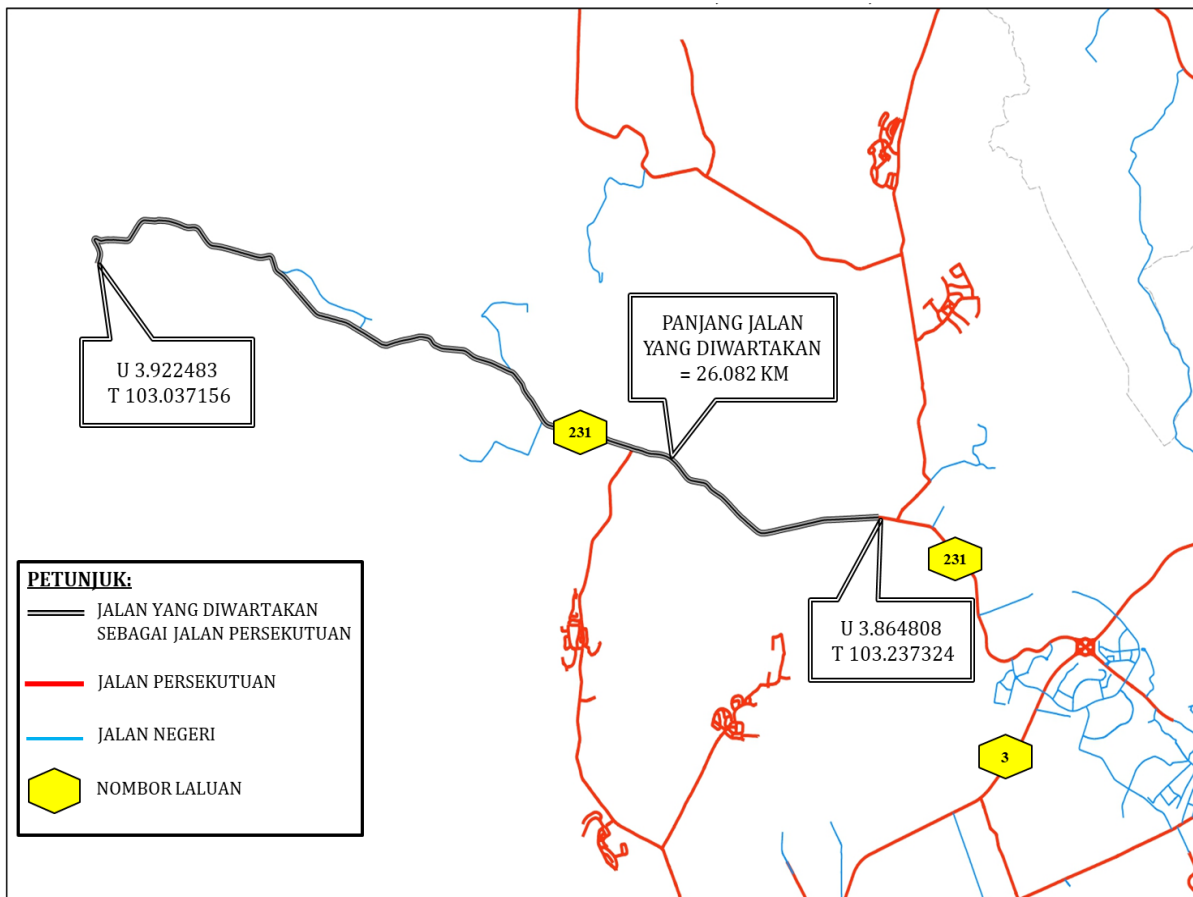 U 3.922483
T 103.037156
PANJANG JALAN
YANG DIWARTAKAN
= 26.082 KM
231
231
U 3.864808
T 103.237324
3
PETUNJUK:
JALAN YANG DIWARTAKAN
SEBAGAI JALAN PERSEKUTUAN
JALAN PERSEKUTUAN
JALAN NEGERI
NOMBOR LALUAN